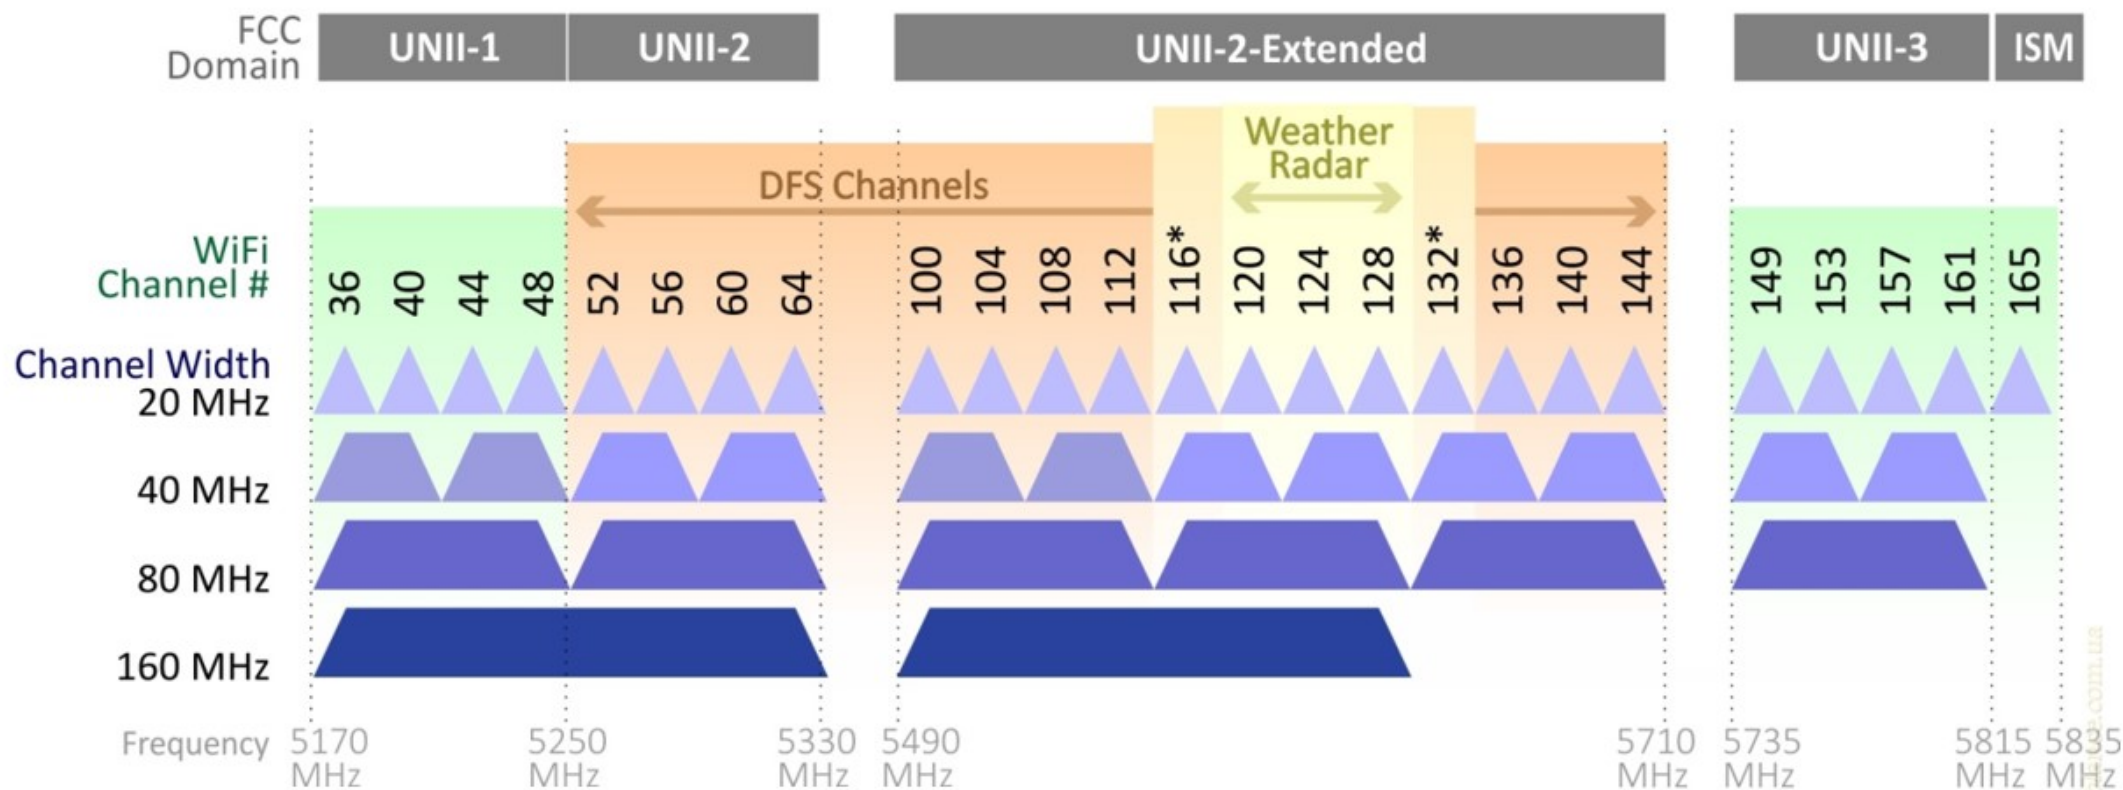 FCC
Domain
UNII-1
UNII-2
UNII-2-Extended
UNII-3
ISM
Weather
Radar
DFS Channels
WiFi
Channel #
36
40
44
48
52
56
60
64
100
104
108
112
116*
120
124
128
132*
136
140
144
149
153
157
161
165
Channel Width
20 MHz
40 MHz
80 MHz
160 MHz
Frequency
5170
MHz
5250
MHz
5330
MHz
5490
MHz
5710
MHz
5735
MHz
5815
MHz
5835
MHz